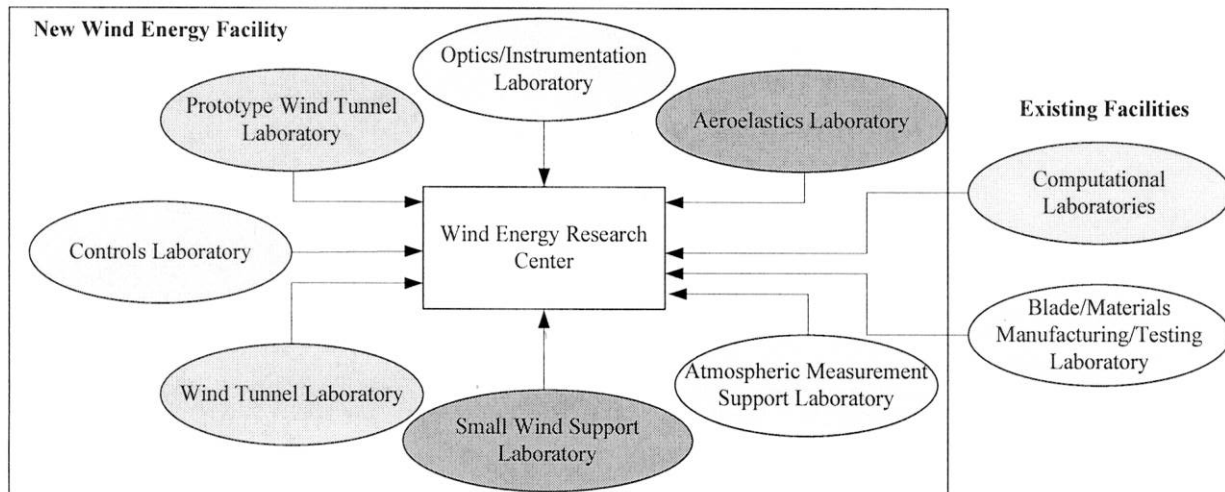 New Wind Energy Facility
Optics/Instrumentation
Laboratory
Prototype Wind Tunnel
Laboratory
Aeroelastics Laboratory
Existing Facilities
Computational
Laboratories
Controls Laboratory
Wind Energy Research
Center
Blade/Materials
Manufacturing/Testing
Laboratory
Wind Tunnel Laboratory
Atmospheric Measurement
Support Laboratory
Small Wind Support
Laboratory